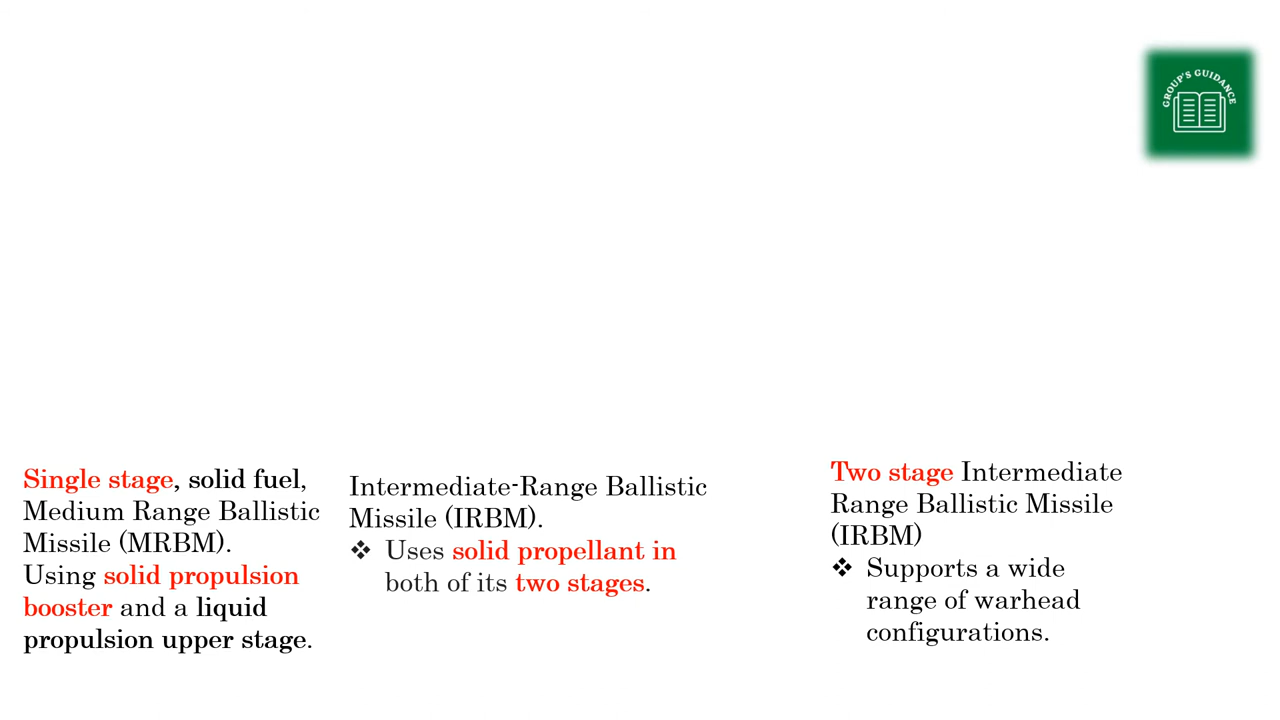 GROUP'S GUIDANCE
Single stage, solid fuel,
Medium Range Ballistic
Missile (MRBM).
Using solid propulsion
booster and a liquid
propulsion upper stage.
Intermediate-Range Ballistic
Missile (IRBM).
❖ Uses solid propellant in
both of its two stages.
Two stage Intermediate
Range Ballistic Missile
(IRBM)
❖ Supports a wide
range of warhead
configurations.